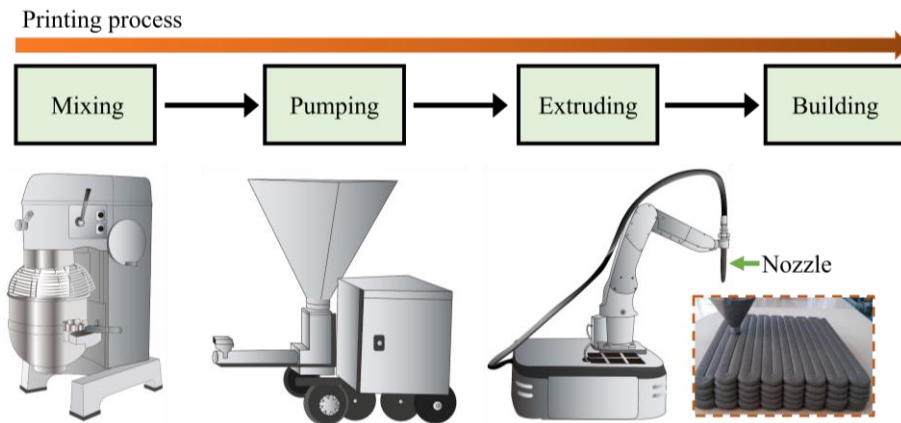 Printing process
Mixing
Pumping
Extruding
Building
Nozzle